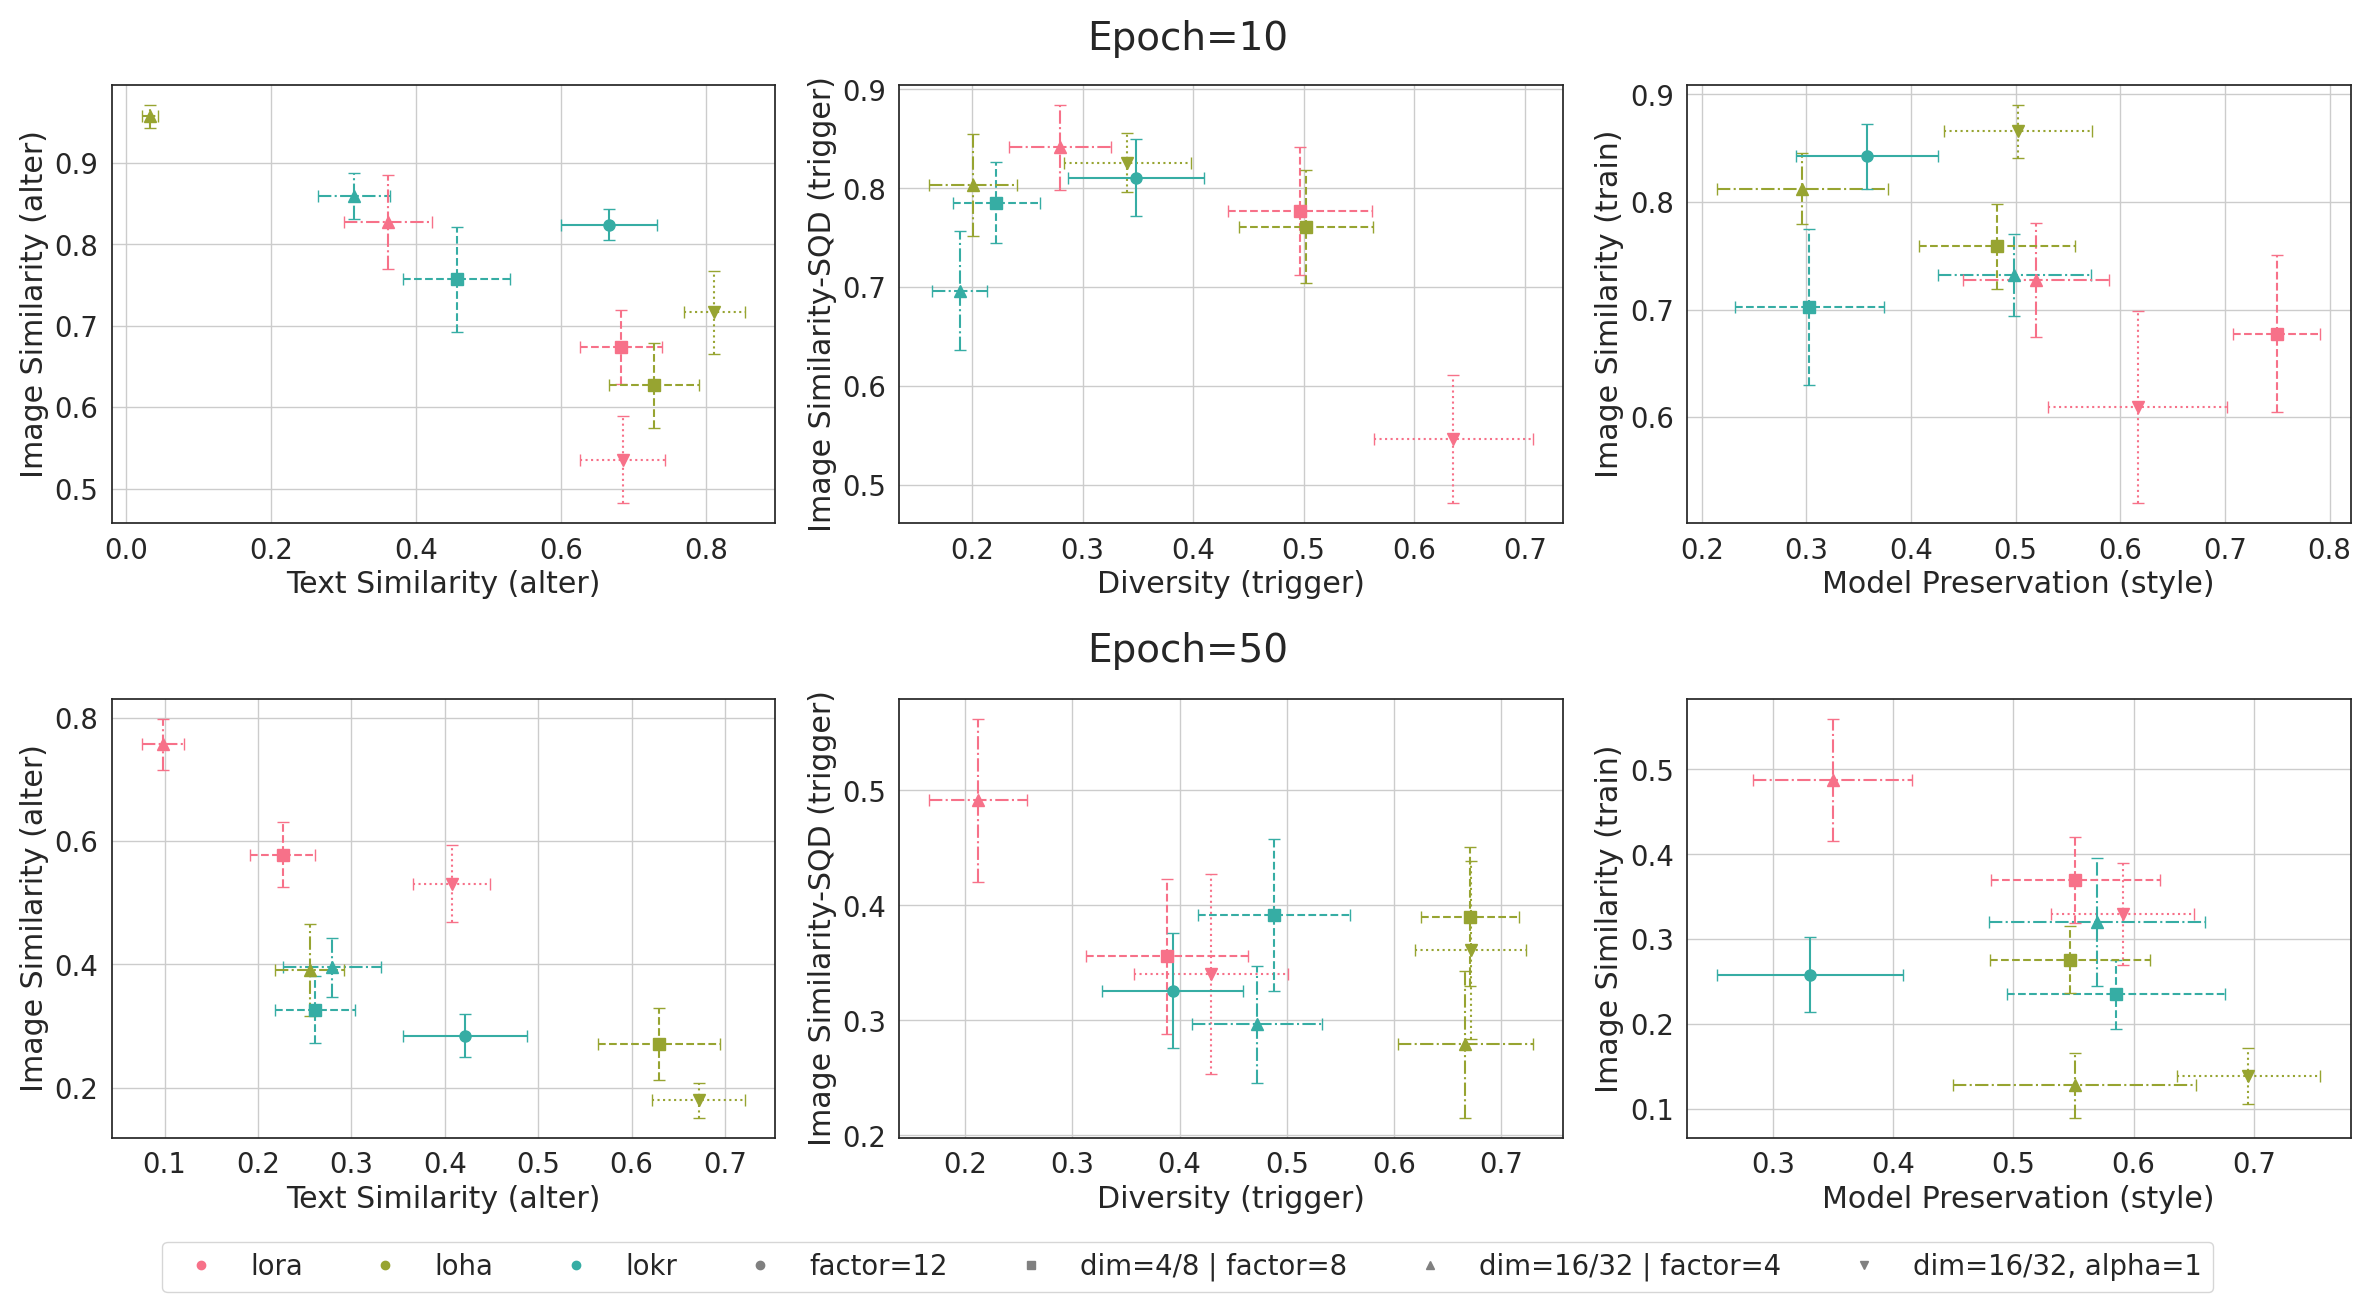 Epoch=10
Image Similarity (alter)
0.9
0.8
0.7
0.6
0.5
0.0 0.2 0.4 0.6 0.8
Text Similarity (alter)
Image Similarity-SQD (trigger)
0.9
0.8
0.7
0.6
0.5
0.2 0.3 0.4 0.5 0.6 0.7
Diversity (trigger)
Image Similarity (train)
0.9
0.8
0.7
0.6
0.2 0.3 0.4 0.5 0.6 0.7 0.8
Model Preservation (style)
Epoch=50
Image Similarity (alter)
0.8
0.6
0.4
0.2
0.1 0.2 0.3 0.4 0.5 0.6 0.7
Text Similarity (alter)
Image Similarity-SQD (trigger)
0.5
0.4
0.3
0.2
0.2 0.3 0.4 0.5 0.6 0.7
Diversity (trigger)
Image Similarity (train)
0.5
0.4
0.3
0.2
0.1
0.3 0.4 0.5 0.6 0.7
Model Preservation (style)
lora loha lokr factor=12 dim=4/8 | factor=8 dim=16/32 | factor=4 dim=16/32, alpha=1